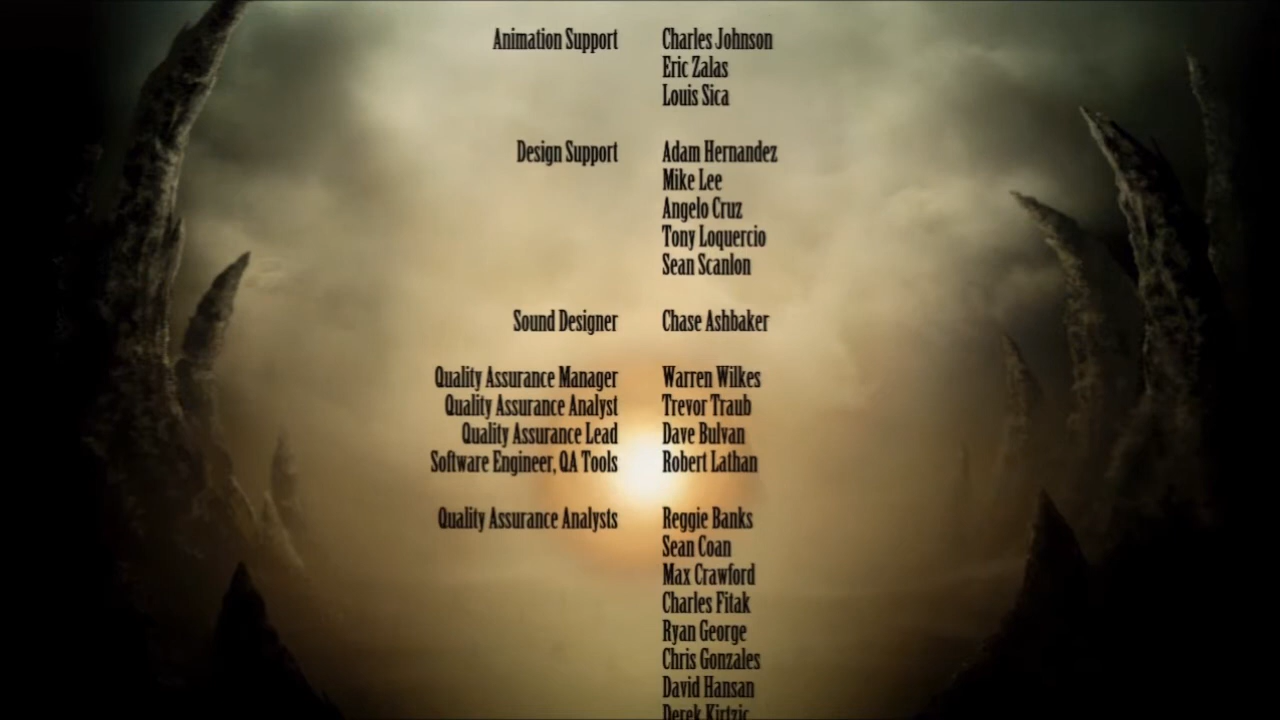 Animation Support Charles Johnson
Eric Zalas
Louis Sica
Design Support Adam Hernandez
Mike Lee
Angelo Cruz
Tony Loquercio
Sean Scanlon
Sound Designer Chase Ashbaker
Quality Assurance Manager Warren Wilkes
Quality Assurance Analyst Trevor Traub
Quality Assurance Lead Dave Bulvan
Software Engineer, QA Tools Robert Lathan
Quality Assurance Analysts Reggie Banks
Sean Coan
Max Crawford
Charles Fitak
Ryan George
Chris Gonzales
David Hansan
Derek Kirtzic